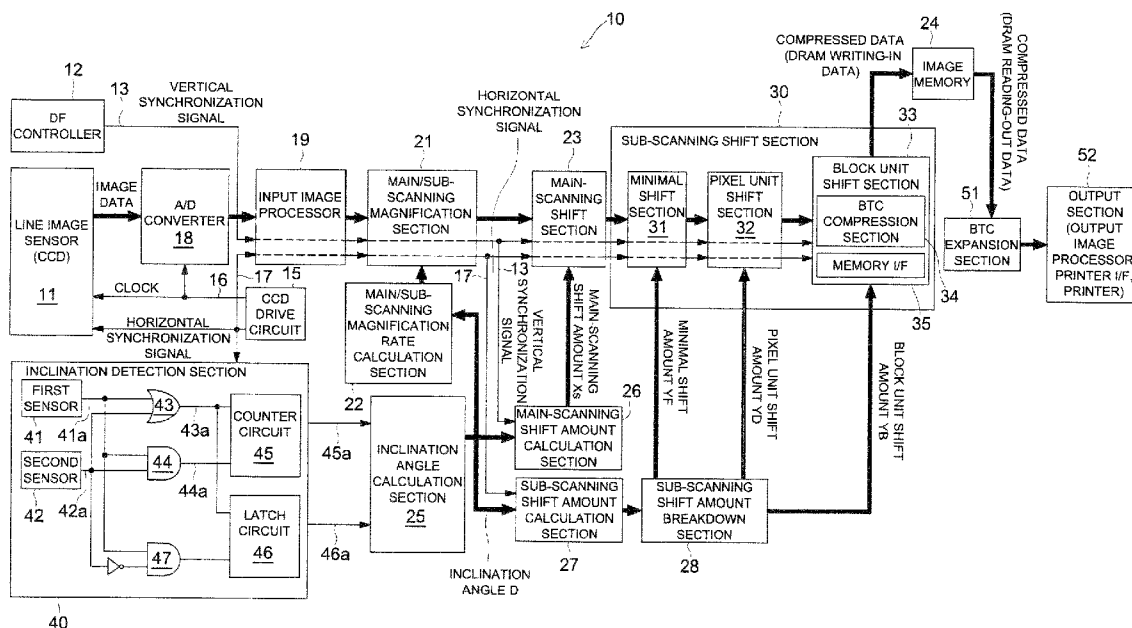 10
12
DF
CONTROLLER
13
VERTICAL
SYNCHRONIZATION
SIGNAL
LINE IMAGE
SENSOR
(CCD)
11
IMAGE
DATA
A/D
CONVERTER
18
CLOCK
16
17
15
CCD
DRIVE
CIRCUIT
HORIZONTAL
SYNCHRONIZATION
SIGNAL
19
INPUT IMAGE
PROCESSOR
21
MAIN/SUB-
SCANNING
MAGNIFICATION
SECTION
HORIZONTAL
SYNCHRONIZATION
SIGNAL
23
MAIN-
SCANNING
SHIFT
SECTION
30
SUB-SCANNING SHIFT SECTION
MINIMAL
SHIFT
SECTION
31
PIXEL UNIT
SHIFT
SECTION
32
33
BLOCK UNIT
SHIFT SECTION
BTC
COMPRESSION
SECTION
MEMORY I/F
34
35
COMPRESSED DATA
(DRAM WRITING-IN
DATA)
24
IMAGE
MEMORY
COMPRESSED DATA
(DRAM READING-OUT DATA)
51
BTC
EXPANSION
SECTION
52
OUTPUT
SECTION
(OUTPUT
IMAGE
PROCESSOR
PRINTER I/F,
PRINTER)
MAIN/SUB-
SCANNING
MAGNIFICATION
RATE
CALCULATION
SECTION
22
17
13
VERTICAL
SYNCHRONIZATION
SIGNAL
MAIN-SCANNING
SHIFT AMOUNT Xs
MINIMAL SHIFT
AMOUNT YF
PIXEL UNIT SHIFT
AMOUNT YD
BLOCK UNIT SHIFT
AMOUNT YB
26
MAIN-SCANNING
SHIFT AMOUNT
CALCULATION
SECTION
SUB-SCANNING
SHIFT AMOUNT
CALCULATION
SECTION
27
SUB-SCANNING
SHIFT AMOUNT
BREAKDOWN
SECTION
28
INCLINATION DETECTION SECTION
FIRST
SENSOR
41
41a
SECOND
SENSOR
42
42a
43
43a
44
44a
47
COUNTER
CIRCUIT
45
45a
LATCH
CIRCUIT
46
46a
INCLINATION
ANGLE
CALCULATION
SECTION
25
INCLINATION
ANGLE D
40